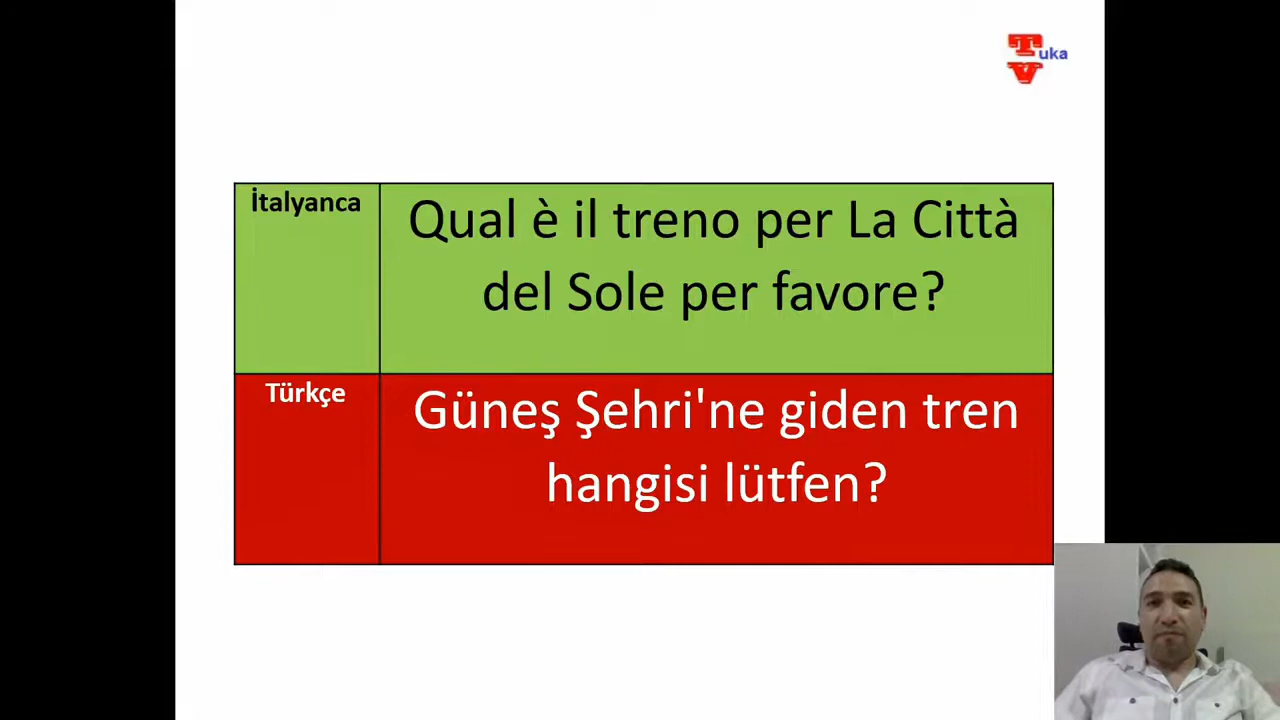 T uka
V
İtalyanca
Qual è il treno per La Città
del Sole per favore?
Türkçe
Güneş Şehri'ne giden tren
hangisi lütfen?